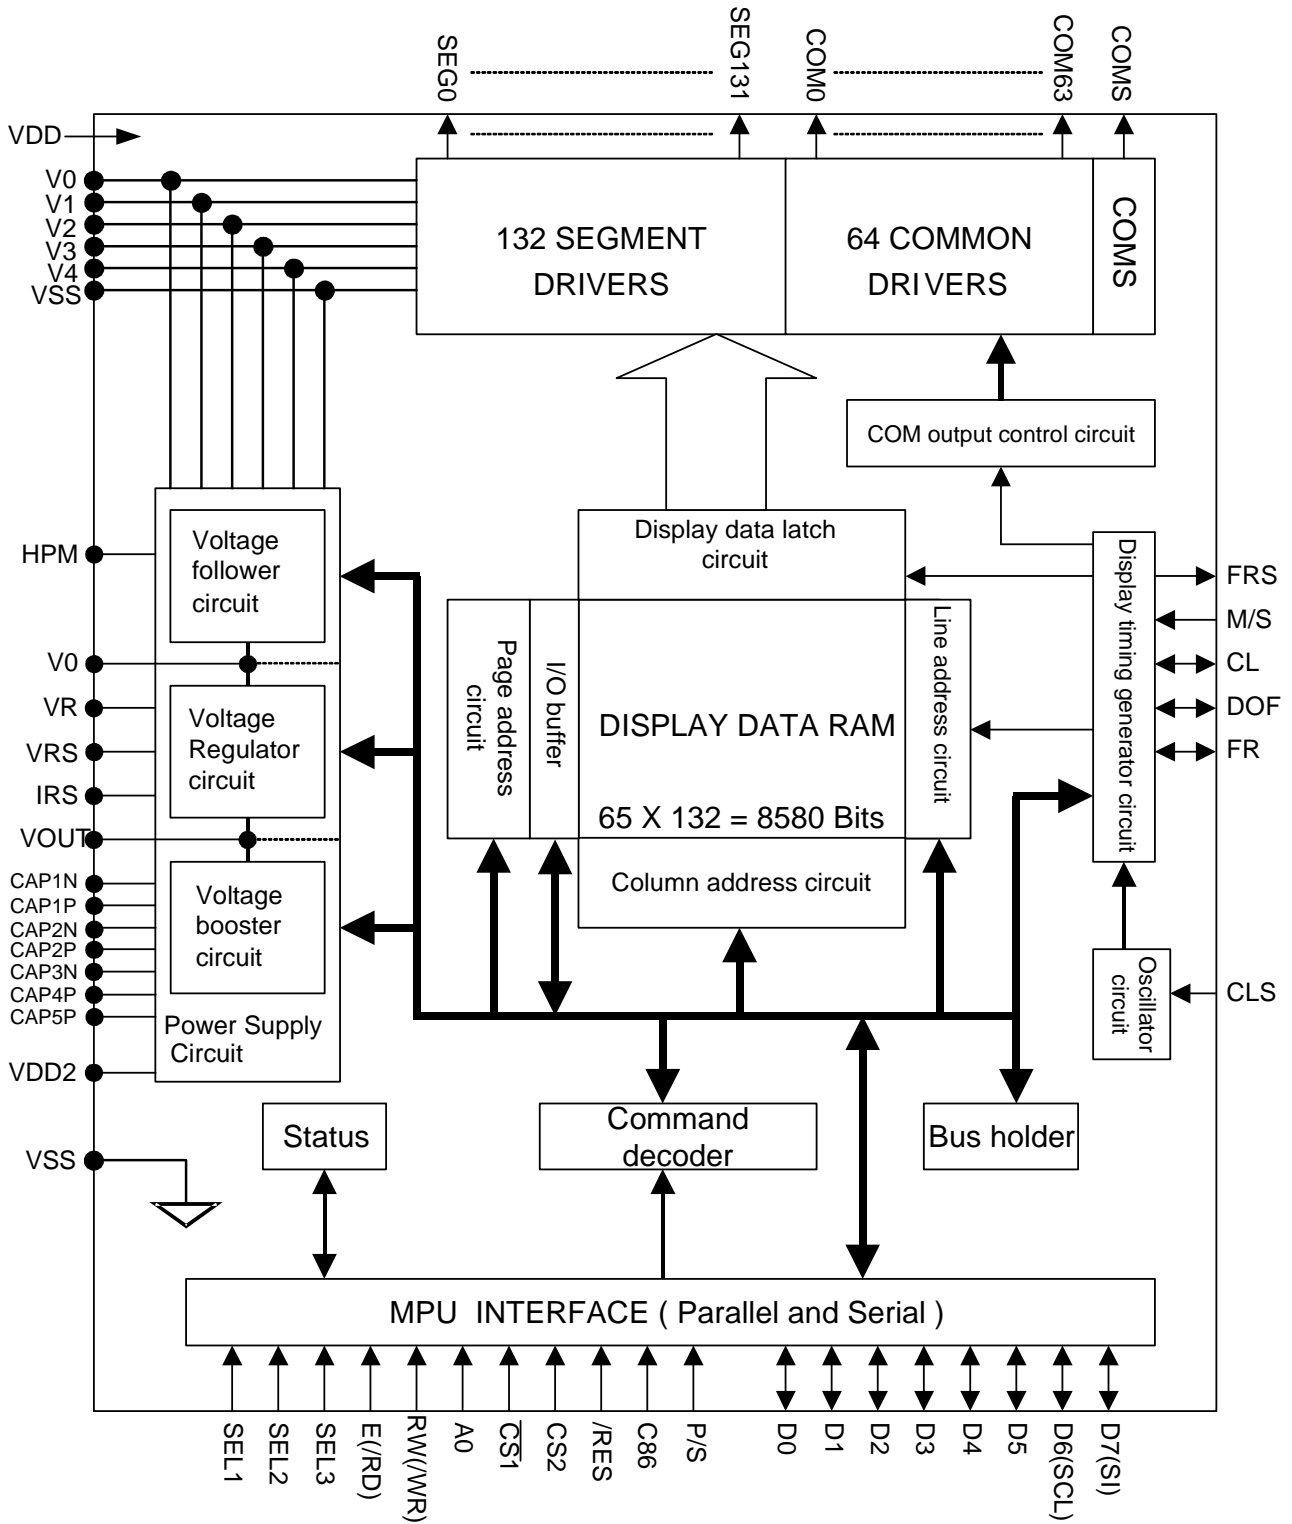 SEG0
SEG131
COM0
COM63
COMS
VDD
V0
V1
V2
V3
V4
VSS
132 SEGMENT
DRIVERS
64 COMMON
DRIVERS
COMS
COM output control circuit
HPM
V0
VR
VRS
IRS
VOUT
CAP1N
CAP1P
CAP2N
CAP2P
CAP3N
CAP4P
CAP5P
VDD2
VSS
Voltage
follower
circuit
Voltage
Regulator
circuit
Voltage
booster
circuit
Power Supply
Circuit
Display data latch
circuit
Page address
circuit
I/O buffer
DISPLAY DATA RAM
65 X 132 = 8580 Bits
Line address circuit
Column address circuit
Display timing generator circuit
FRS
M/S
CL
DOF
FR
Oscillator
circuit
CLS
Status
Command
decoder
Bus holder
MPU INTERFACE ( Parallel and Serial )
SEL1
SEL2
SEL3
E(/RD)
RW(/WR)
A0
CS1
CS2
/RES
C86
P/S
D0
D1
D2
D3
D4
D5
D6(SCL)
D7(SI)